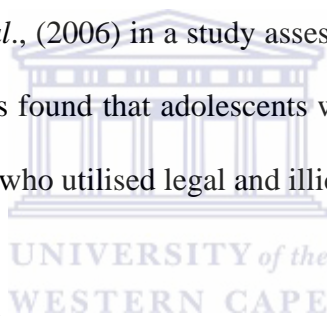 al., (2006) in a study asses
s found that adolescents w
who utilised legal and illic
UNIVERSITY of the
WESTERN CAPE